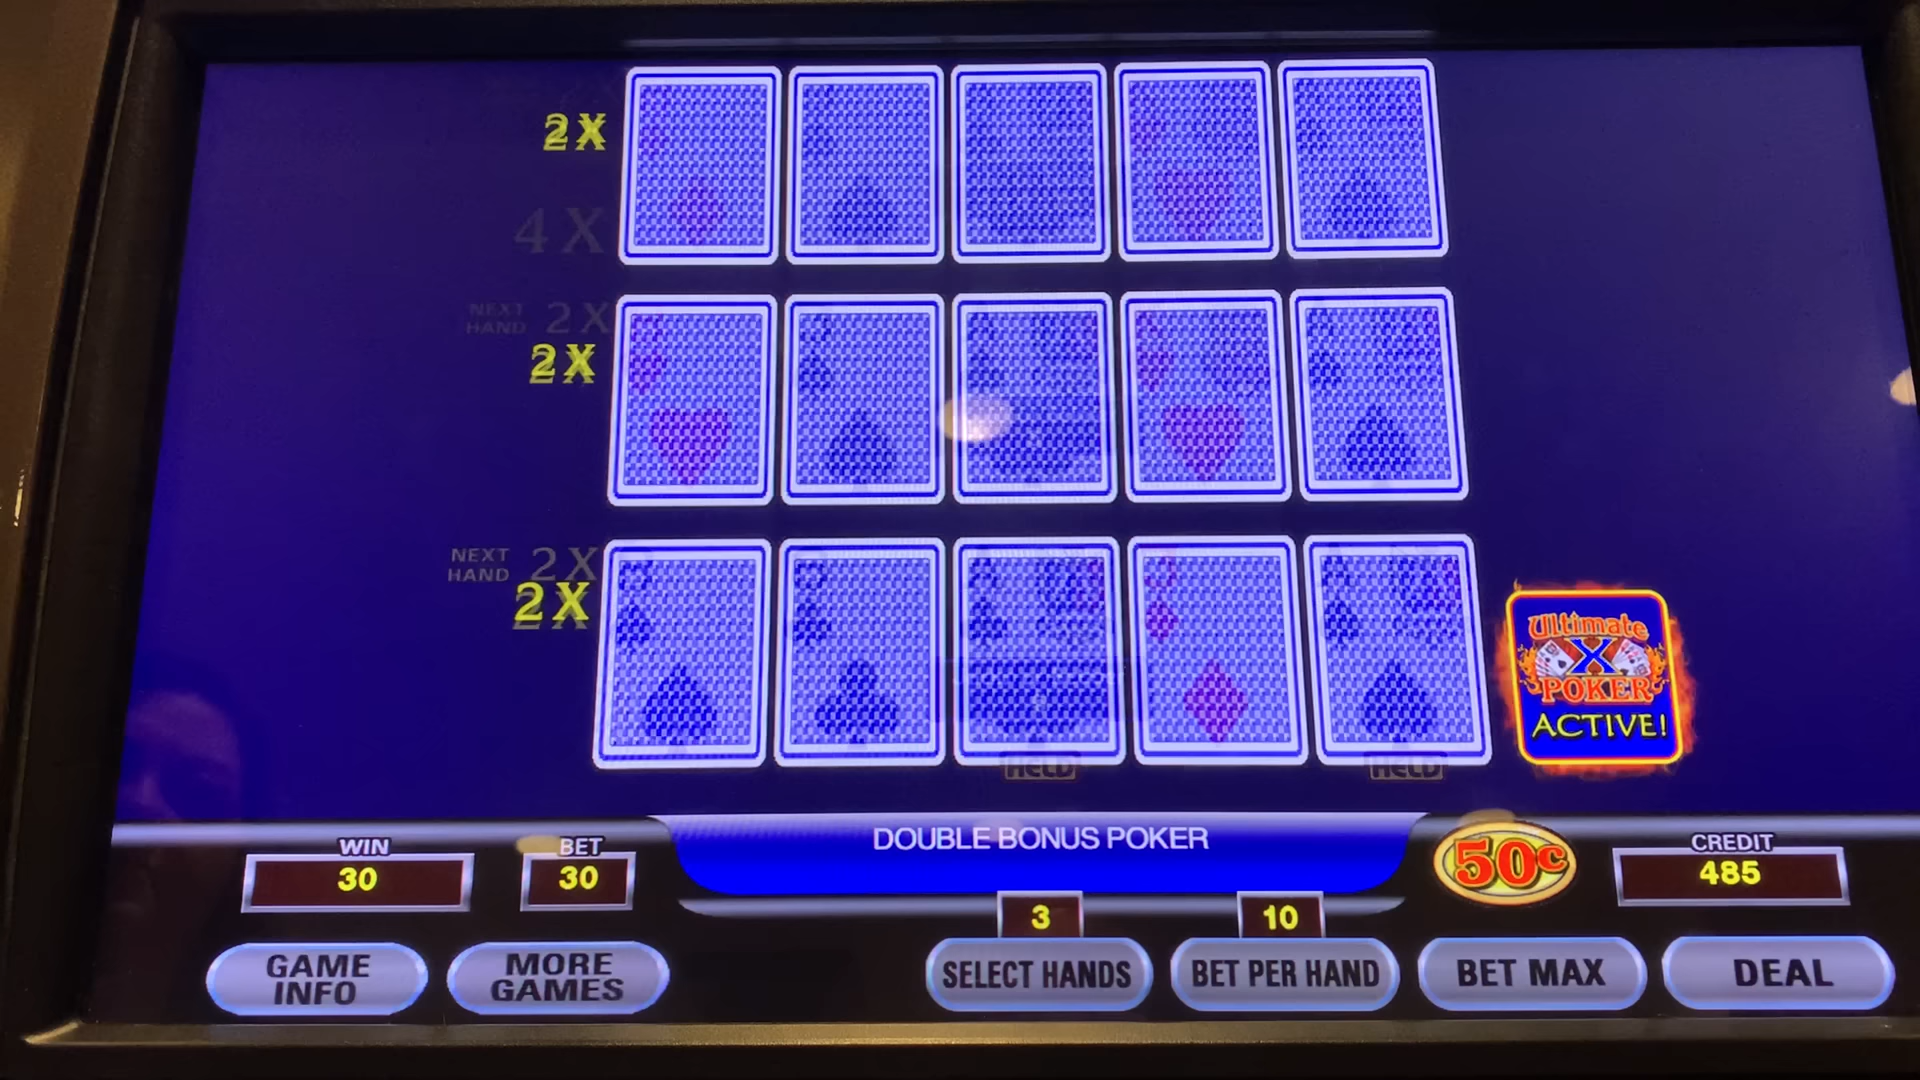 2X
4X
NEXT
HAND 2X
2X
NEXT
HAND 2X
2X
Ultimate
X
POKER
ACTIVE!
HELD
HELD
DOUBLE BONUS POKER
WIN
30
BET
30
50¢
CREDIT
485
3
10
GAME
INFO
MORE
GAMES
SELECT HANDS
BET PER HAND
BET MAX
DEAL